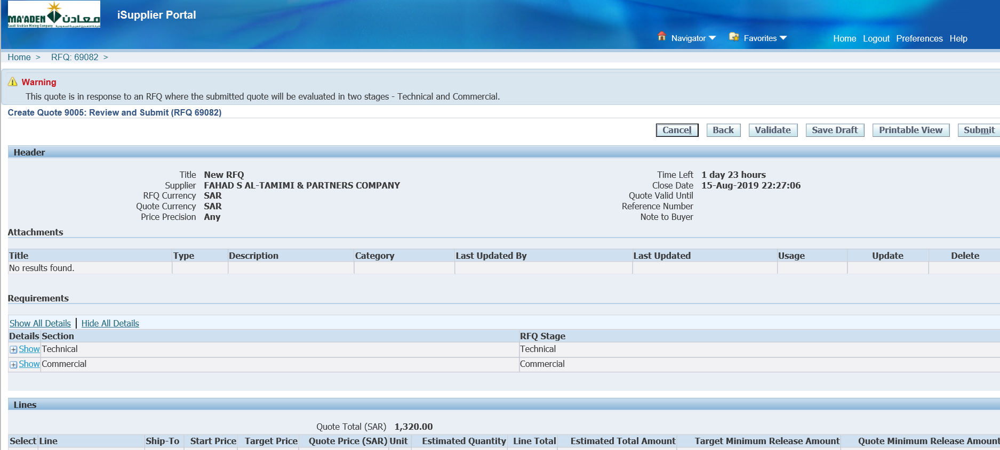 MA'ADEN معادن
Saudi Arabian Mining Company
iSupplier Portal
Navigator Favorites Home Logout Preferences Help
Home > RFQ: 69082 >
Warning
This quote is in response to an RFQ where the submitted quote will be evaluated in two stages - Technical and Commercial.
Create Quote 9005: Review and Submit (RFQ 69082)
Cancel Back Validate Save Draft Printable View Submit
Header
Title New RFQ Time Left 1 day 23 hours
Supplier FAHAD S AL-TAMIMI & PARTNERS COMPANY Close Date 15-Aug-2019 22:27:06
RFQ Currency SAR Quote Valid Until
Quote Currency SAR Reference Number
Price Precision Any Note to Buyer
Attachments
Title Type Description Category Last Updated By Last Updated Usage Update Delete
No results found.
Requirements
Show All Details | Hide All Details
Details Section RFQ Stage
Show Technical Technical
Show Commercial Commercial
Lines
Quote Total (SAR) 1,320.00
Select Line Ship-To Start Price Target Price Quote Price (SAR) Unit Estimated Quantity Line Total Estimated Total Amount Target Minimum Release Amount Quote Minimum Release Amount